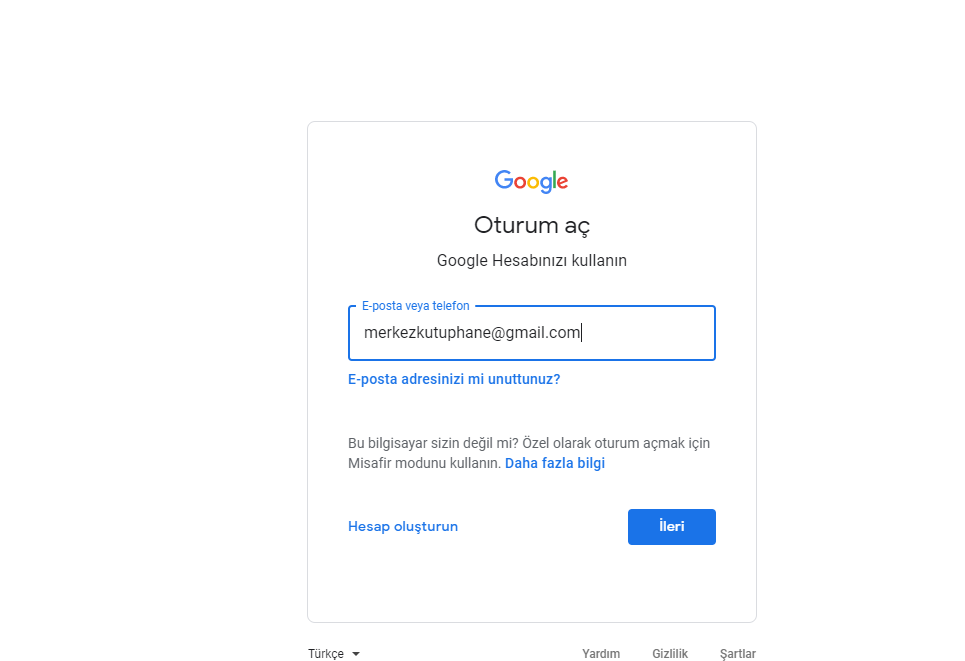 Google
Oturum aç
Google Hesabınızı kullanın
E-posta veya telefon
merkezkutuphane@gmail.com
E-posta adresinizi mi unuttunuz?
Bu bilgisayar sizin değil mi? Özel olarak oturum açmak için
Misafir modunu kullanın. Daha fazla bilgi
Hesap oluşturun İleri
Türkçe Yardım Gizlilik Şartlar